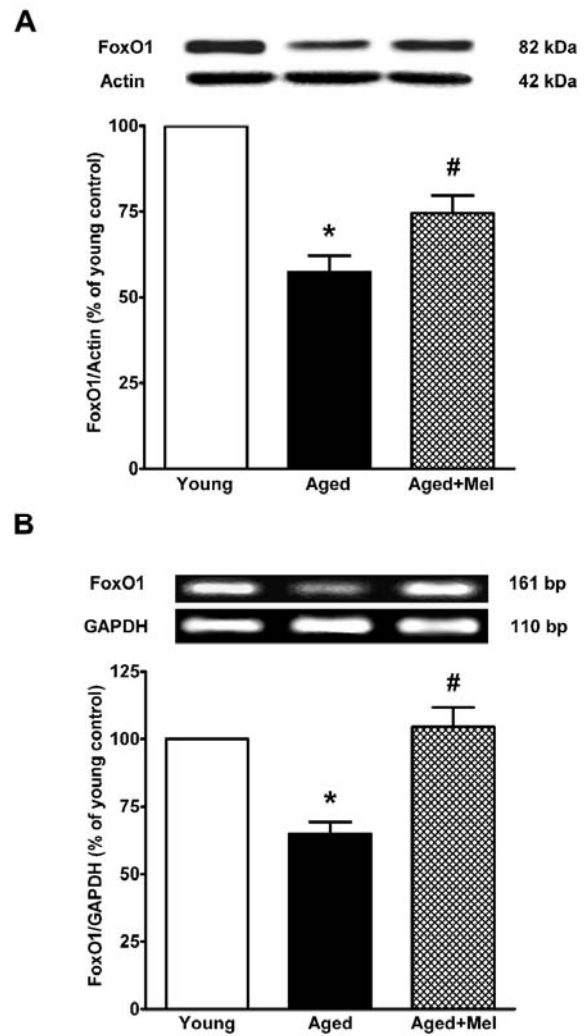 A
FoxO1 82 kDa
Actin 42 kDa
FoxO1/Actin (% of young control)
100
75
50
25
0
*
#
Young Aged Aged+Mel
B
FoxO1 161 bp
GAPDH 110 bp
FoxO1/GAPDH (% of young control)
125
100
75
50
25
0
*
#
Young Aged Aged+Mel